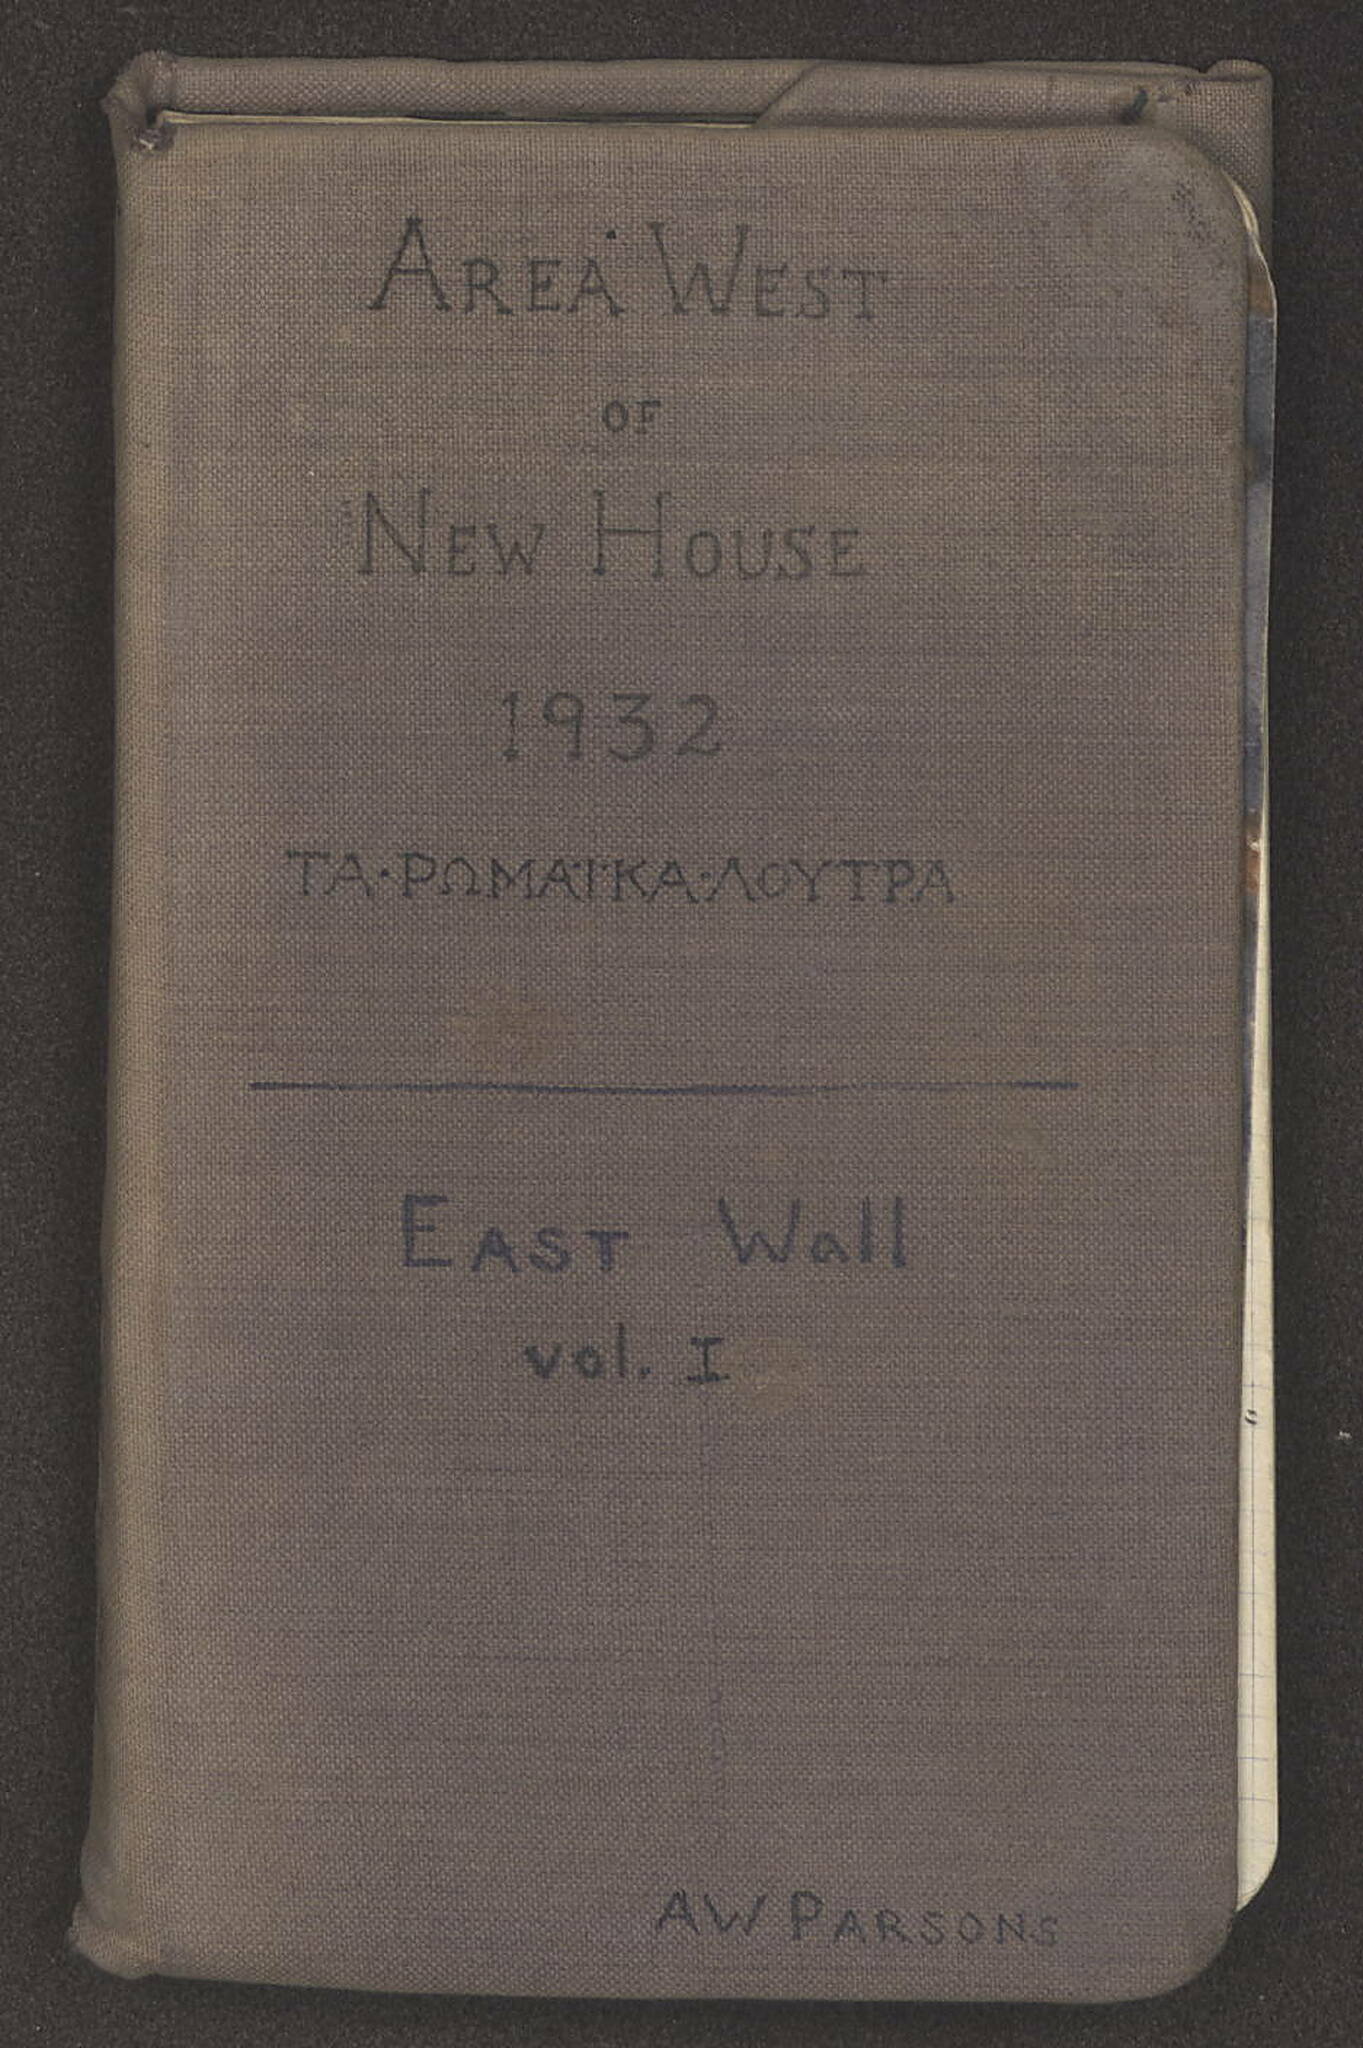 AREA WEST
OF
NEW HOUSE
1932
ΤΑ·ΡΩΜΑΪΚΑ·ΛΟΥΤΡΑ
EAST Wall
vol. I
AW PARSONS